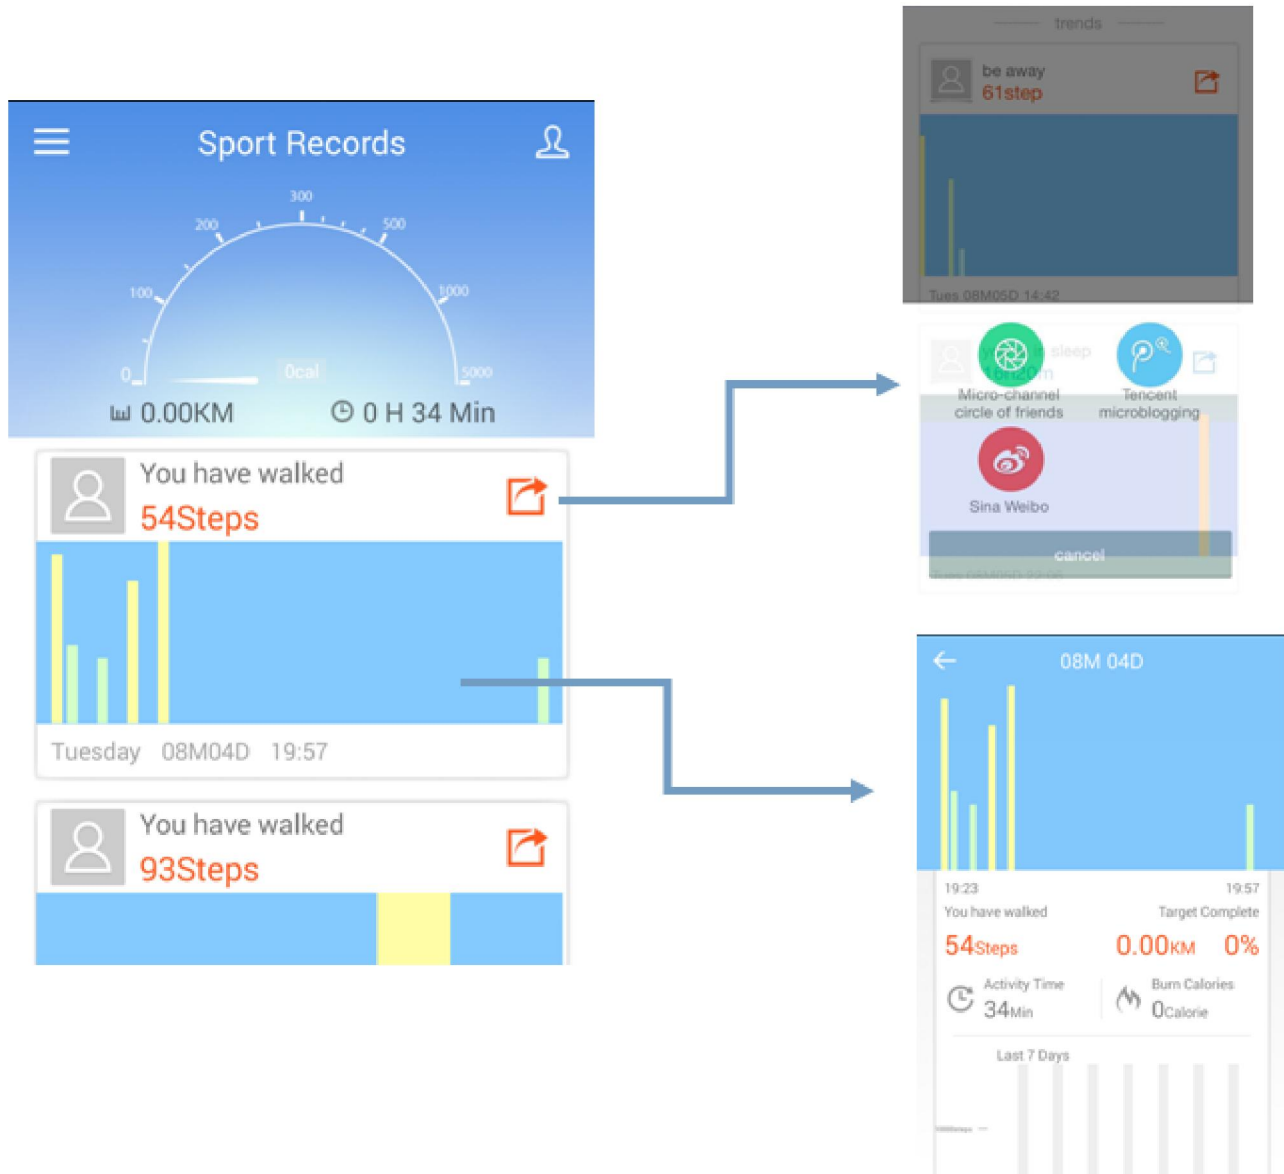 Sport Records
300
200
500
100
1000
0
0cal
5000
0.00KM
0 H 34 Min
You have walked
54Steps
Tuesday 08M04D 19:57
You have walked
93Steps
trends
be away
61step
Tues 08M05D 14:42
in sleep
16h20m
Micro-channel
circle of friends
Tencent
microblogging
Sina Weibo
cancel
08M 04D
19:23
19:57
You have walked
Target Complete
54Steps
0.00KM 0%
Activity Time
34Min
Burn Calories
0Calorie
Last 7 Days